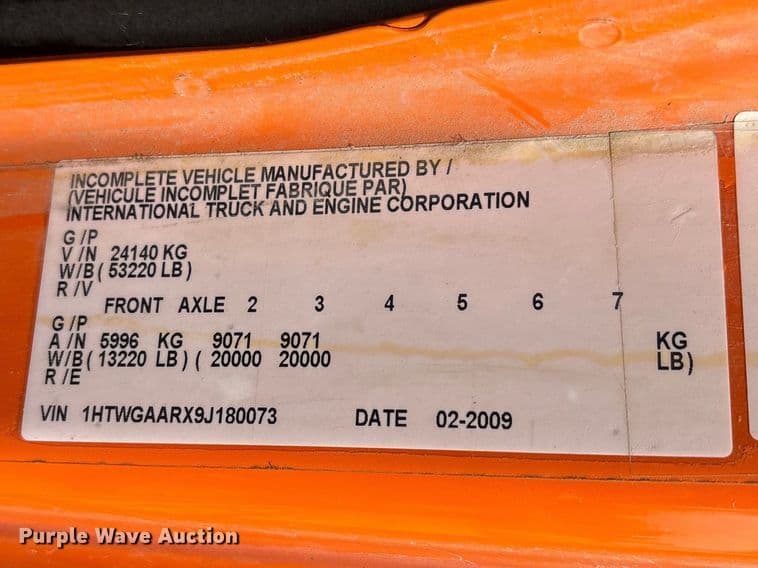 INCOMPLETE VEHICLE MANUFACTURED BY /
(VEHICULE INCOMPLET FABRIQUE PAR)
INTERNATIONAL TRUCK AND ENGINE CORPORATION
G /P
V /N 24140 KG
W/B ( 53220 LB )
R /V
FRONT AXLE 2 3 4 5 6 7
G /P
A /N 5996 KG 9071 9071 KG
W/B ( 13220 LB ) ( 20000 20000 LB)
R /E
VIN 1HTWGAARX9J180073 DATE 02-2009
Purple Wave Auction